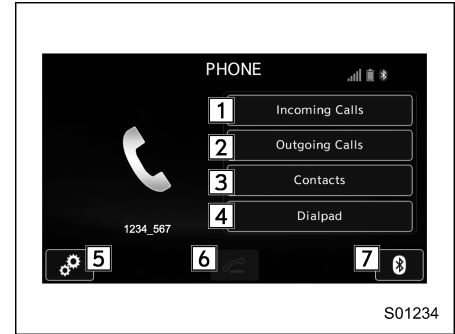 PHONE
1 Incoming Calls
2 Outgoing Calls
3 Contacts
4 Dialpad
1234_567
5
6
7
S01234